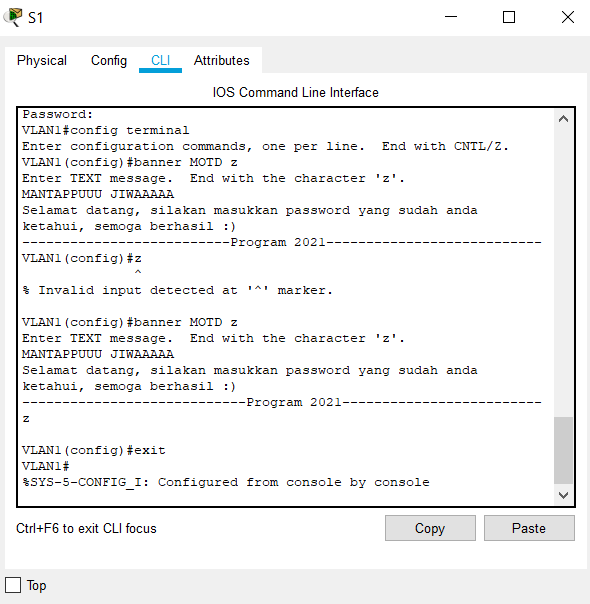 S1
Physical Config CLI Attributes
IOS Command Line Interface
Password:
VLAN1#config terminal
Enter configuration commands, one per line.  End with CNTL/Z.
VLAN1(config)#banner MOTD z
Enter TEXT message.  End with the character 'z'.
MANTAPPUUU JIWAAAAA
Selamat datang, silakan masukkan password yang sudah anda
ketahui, semoga berhasil :)
--------------------------Program 2021---------------------------
VLAN1(config)#z
              ^
% Invalid input detected at '^' marker.
VLAN1(config)#banner MOTD z
Enter TEXT message.  End with the character 'z'.
MANTAPPUUU JIWAAAAA
Selamat datang, silakan masukkan password yang sudah anda
ketahui, semoga berhasil :)
----------------------------Program 2021-------------------------
z
VLAN1(config)#exit
VLAN1#
%SYS-5-CONFIG_I: Configured from console by console
Ctrl+F6 to exit CLI focus
Copy Paste
Top